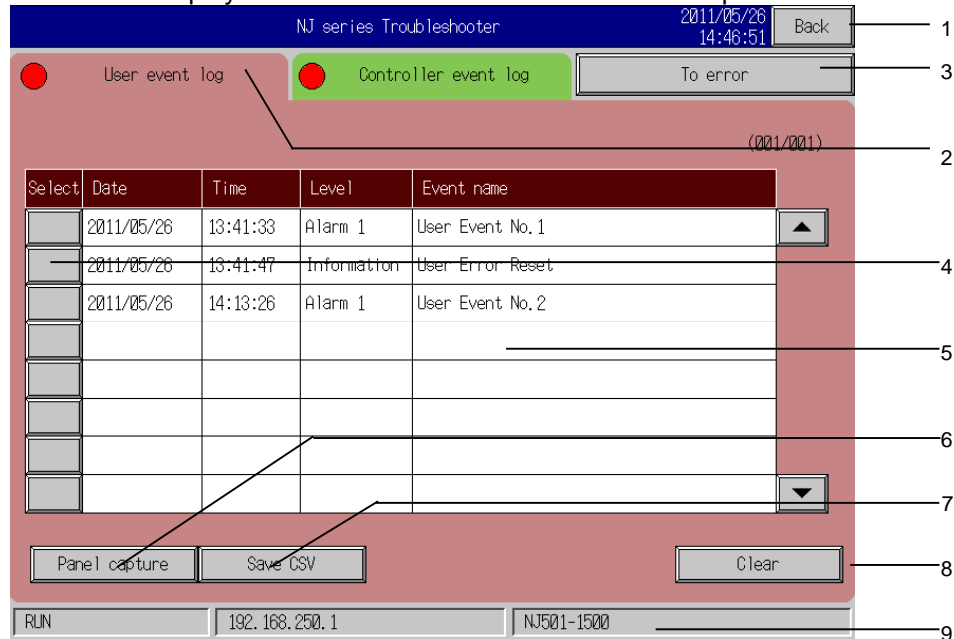 NJ series Troubleshooter 2011/05/26 14:46:51 Back 1
User event log Controller event log To error 3
(001/001)
2
Select Date Time Level Event name
2011/05/26 13:41:33 Alarm 1 User Event No.1
2011/05/26 13:41:47 Information User Error Reset 4
2011/05/26 14:13:26 Alarm 1 User Event No.2
5
6
7
Panel capture Save CSV Clear 8
RUN 192.168.250.1 NJ501-1500 9